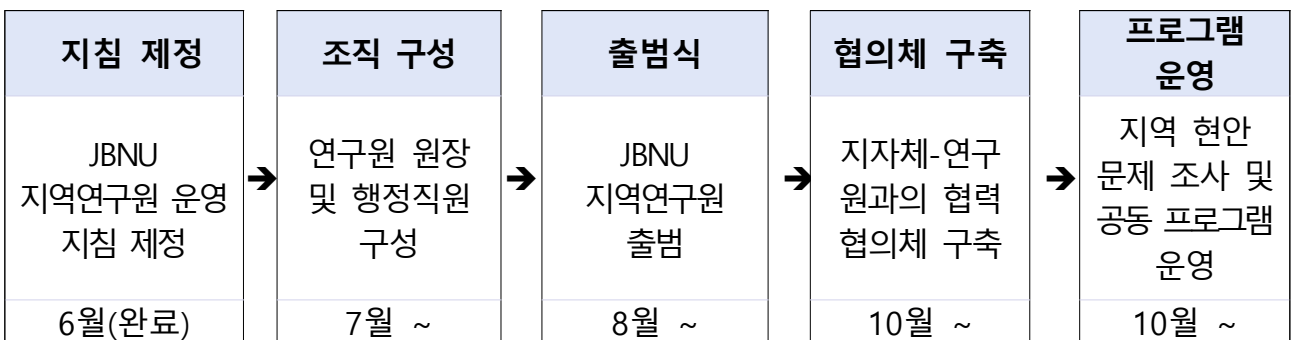 지침 제정
JBNU
지역연구원 운영
지침 제정
6월(완료)
➔
조직 구성
연구원 원장
및 행정직원
구성
7월 ~
➔
출범식
JBNU
지역연구원
출범
8월 ~
➔
협의체 구축
지자체-연구
원과의 협력
협의체 구축
10월 ~
➔
프로그램
운영
지역 현안
문제 조사 및
공동 프로그램
운영
10월 ~